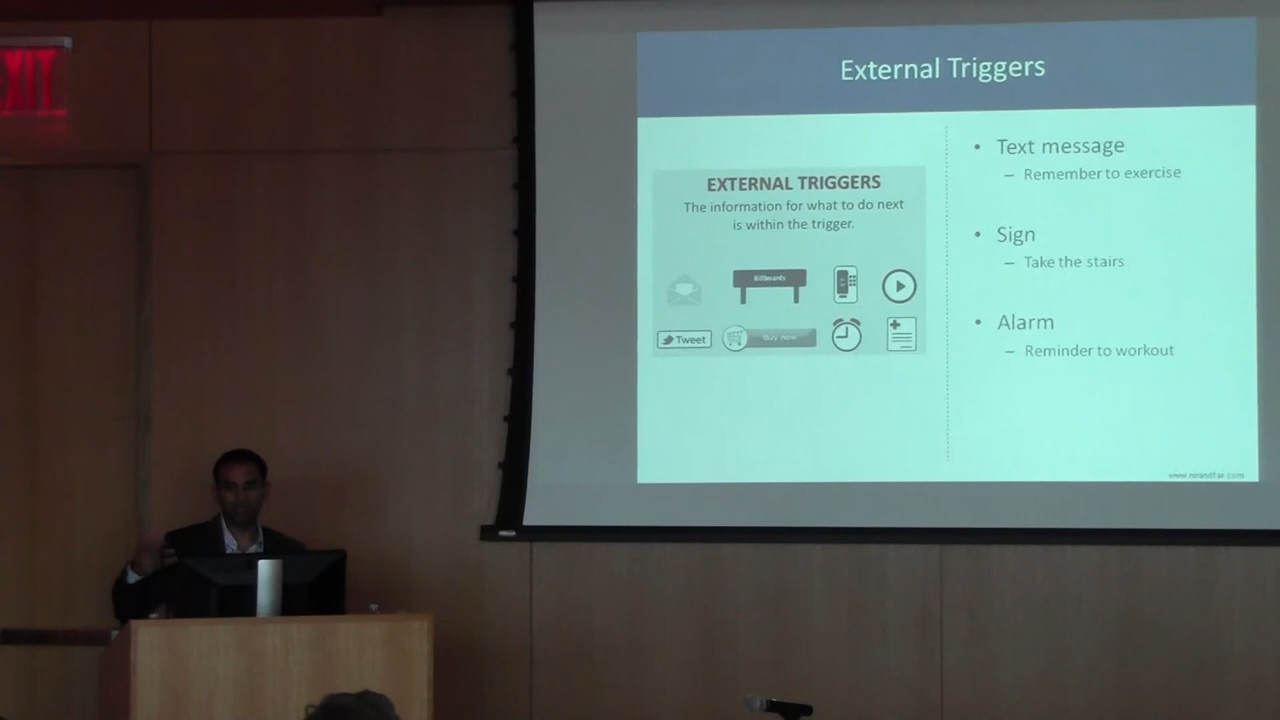 EXIT
External Triggers
EXTERNAL TRIGGERS
The information for what to do next
is within the trigger.
Billboards
Tweet
Buy now
• Text message
– Remember to exercise
• Sign
– Take the stairs
• Alarm
– Reminder to workout
www.nirandfar.com